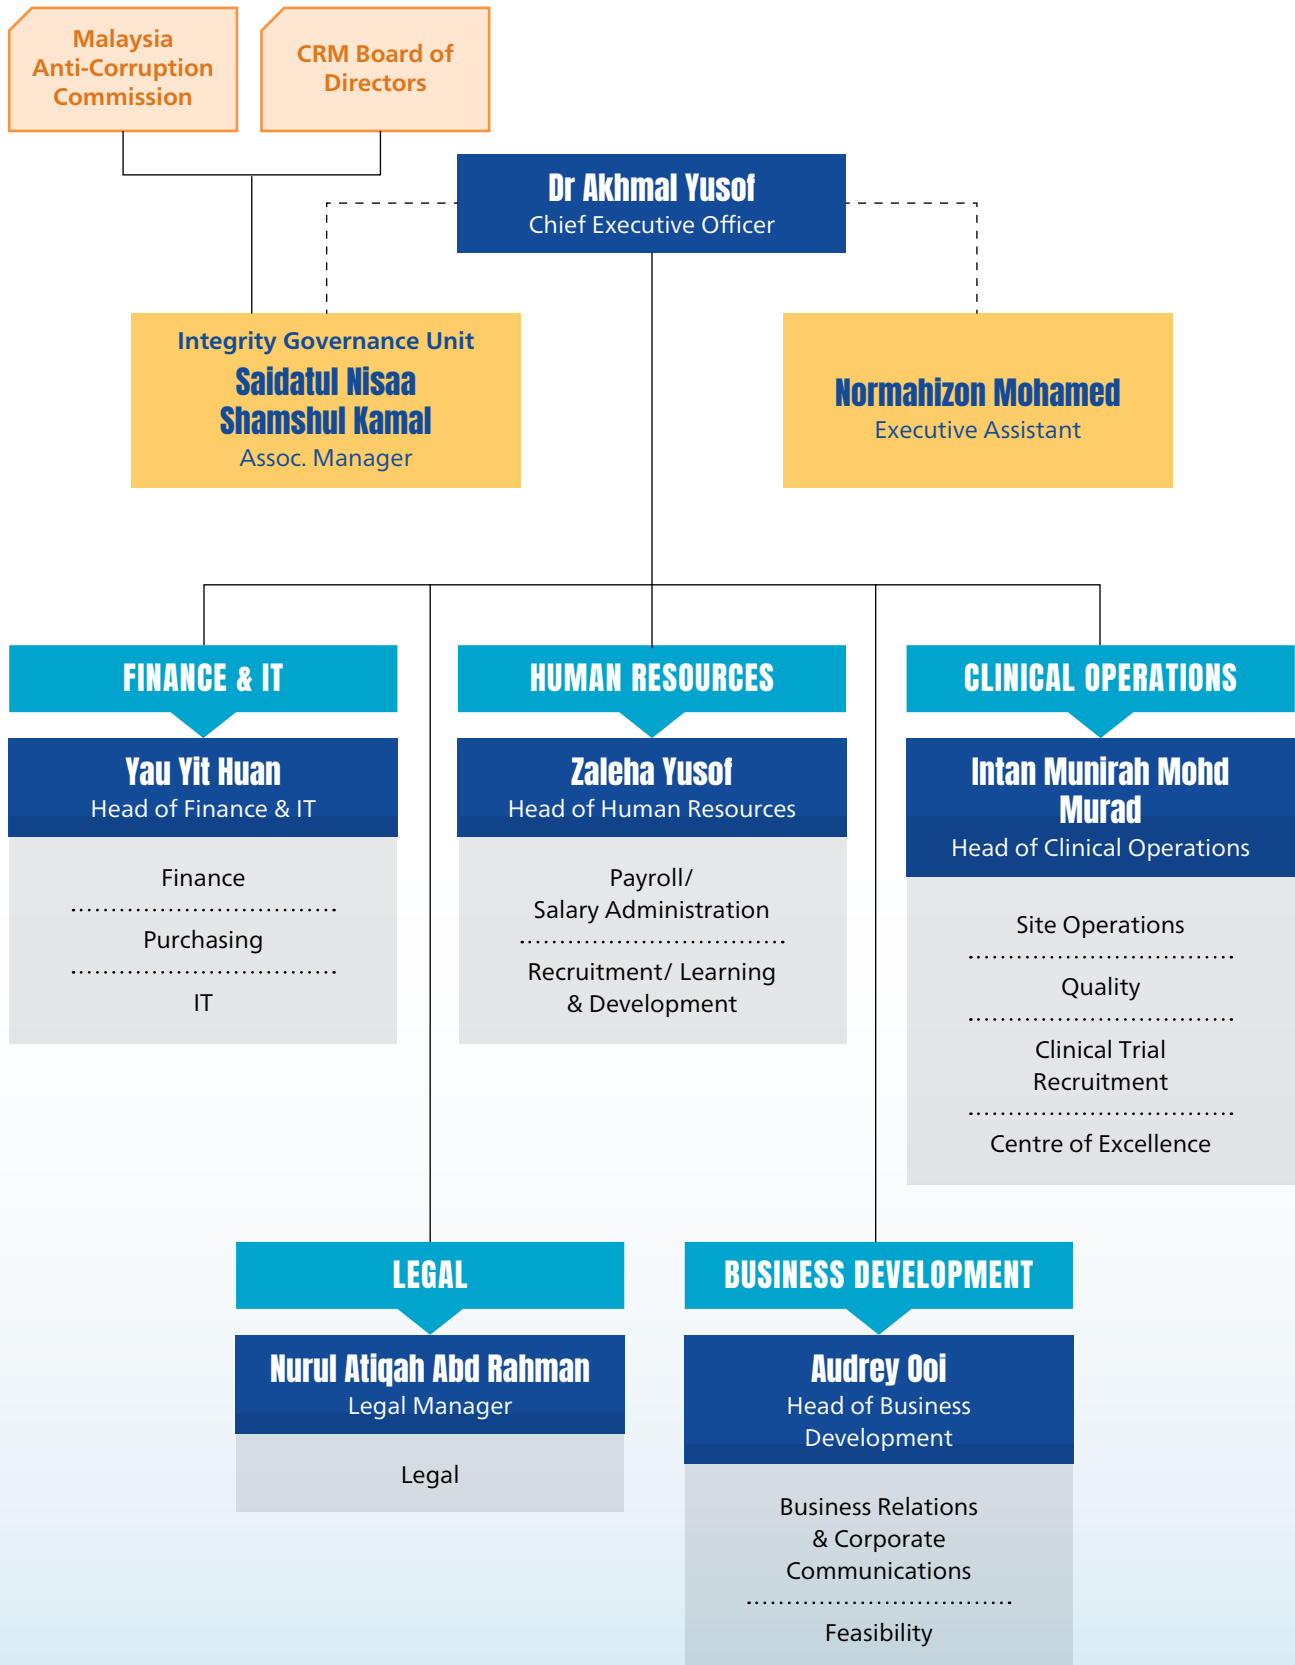 Malaysia
Anti-Corruption
Commission
CRM Board of
Directors
Dr Akhmal Yusof
Chief Executive Officer
Integrity Governance Unit
Saidatul Nisaa
Shamshul Kamal
Assoc. Manager
Normahizon Mohamed
Executive Assistant
FINANCE & IT
Yau Yit Huan
Head of Finance & IT
Finance
Purchasing
IT
HUMAN RESOURCES
Zaleha Yusof
Head of Human Resources
Payroll/
Salary Administration
Recruitment/ Learning
& Development
CLINICAL OPERATIONS
Intan Munirah Mohd
Murad
Head of Clinical Operations
Site Operations
Quality
Clinical Trial
Recruitment
Centre of Excellence
LEGAL
Nurul Atiqah Abd Rahman
Legal Manager
Legal
BUSINESS DEVELOPMENT
Audrey Ooi
Head of Business
Development
Business Relations
& Corporate
Communications
Feasibility